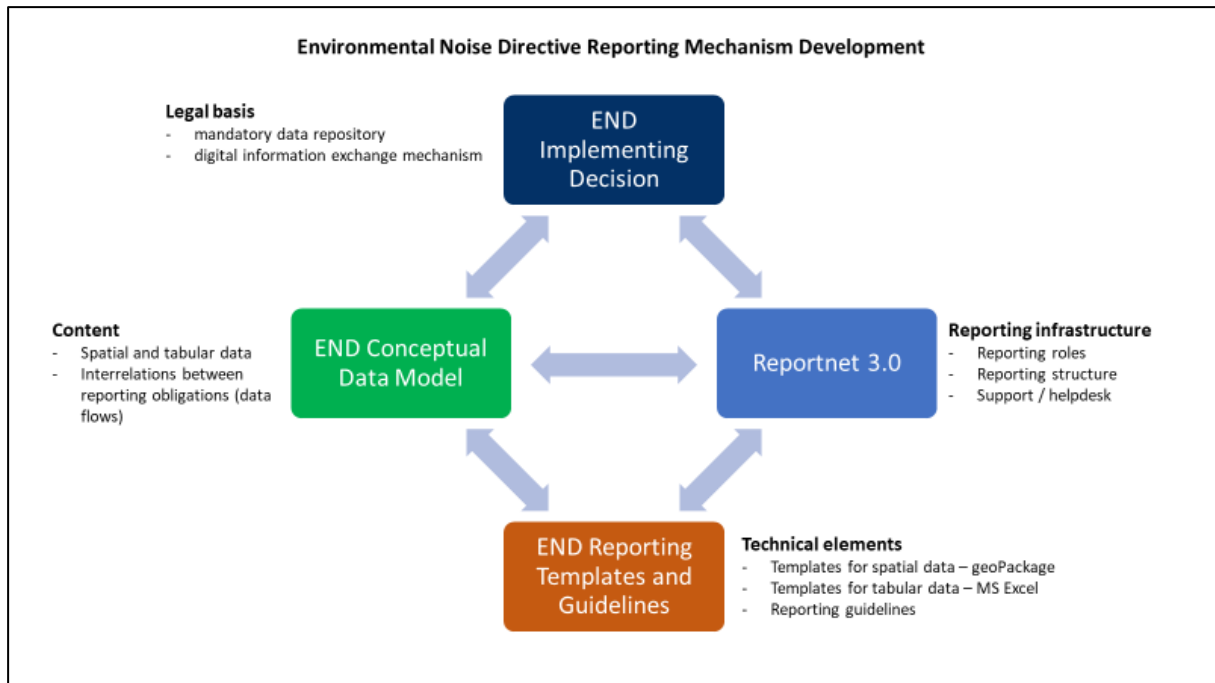 Environmental Noise Directive Reporting Mechanism Development
Legal basis
- mandatory data repository
- digital information exchange mechanism
END
Implementing
Decision
Content
- Spatial and tabular data
- Interrelations between
reporting obligations (data
flows)
END Conceptual
Data Model
Reportnet 3.0
Reporting infrastructure
- Reporting roles
- Reporting structure
- Support / helpdesk
END Reporting
Templates and
Guidelines
Technical elements
- Templates for spatial data – geoPackage
- Templates for tabular data – MS Excel
- Reporting guidelines